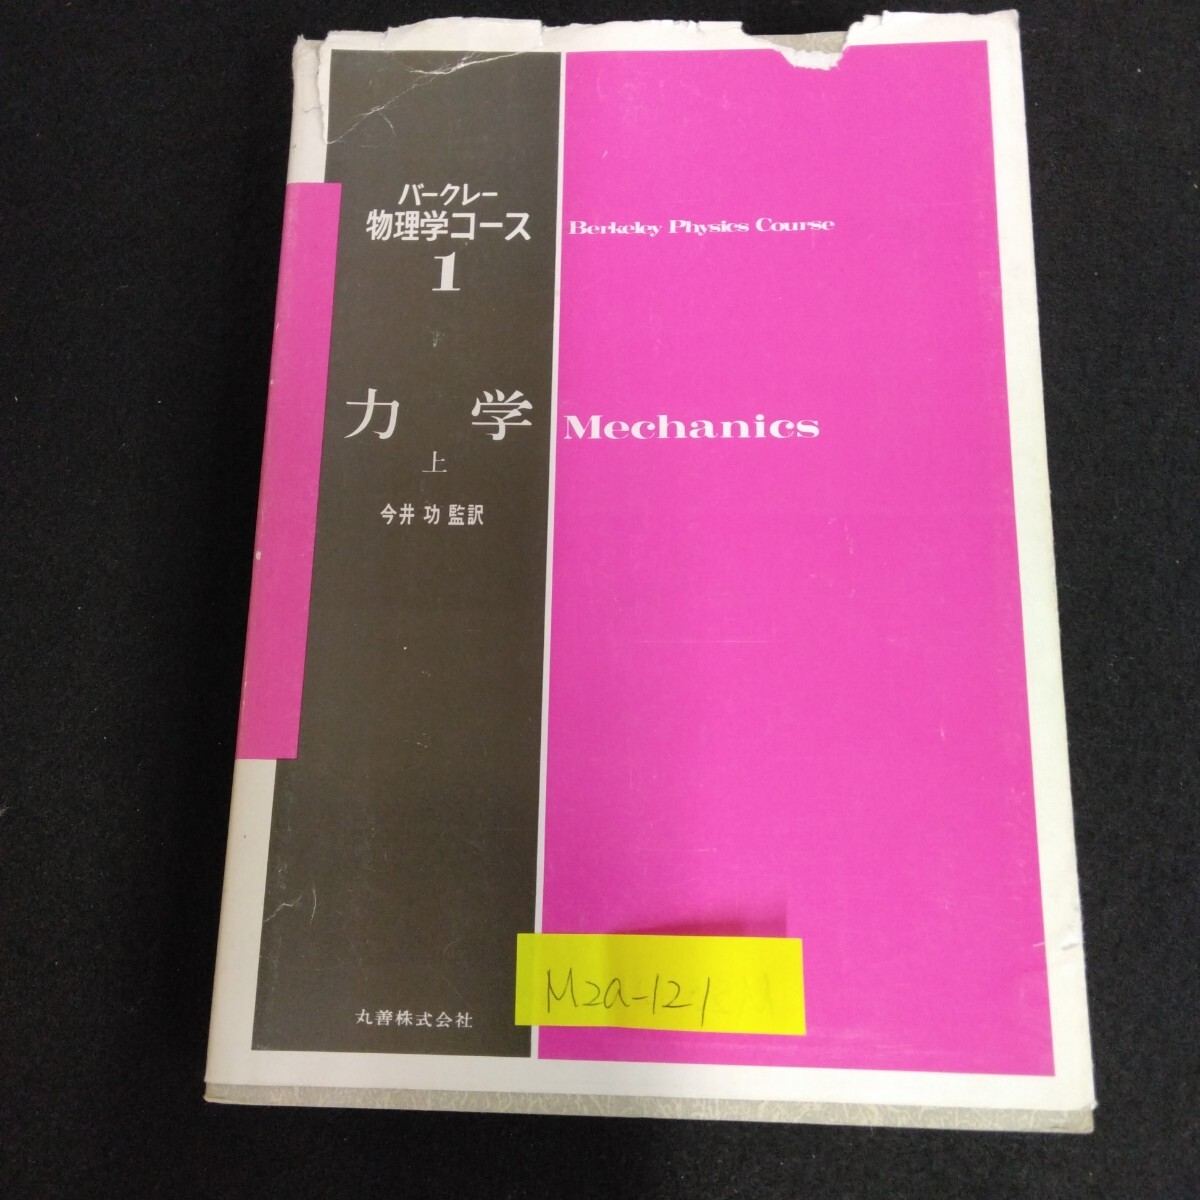 バークレー
物理学コース
1
Berkeley Physics Course
力学
Mechanics
上
今井 功 監訳
M2a-121
丸善株式会社